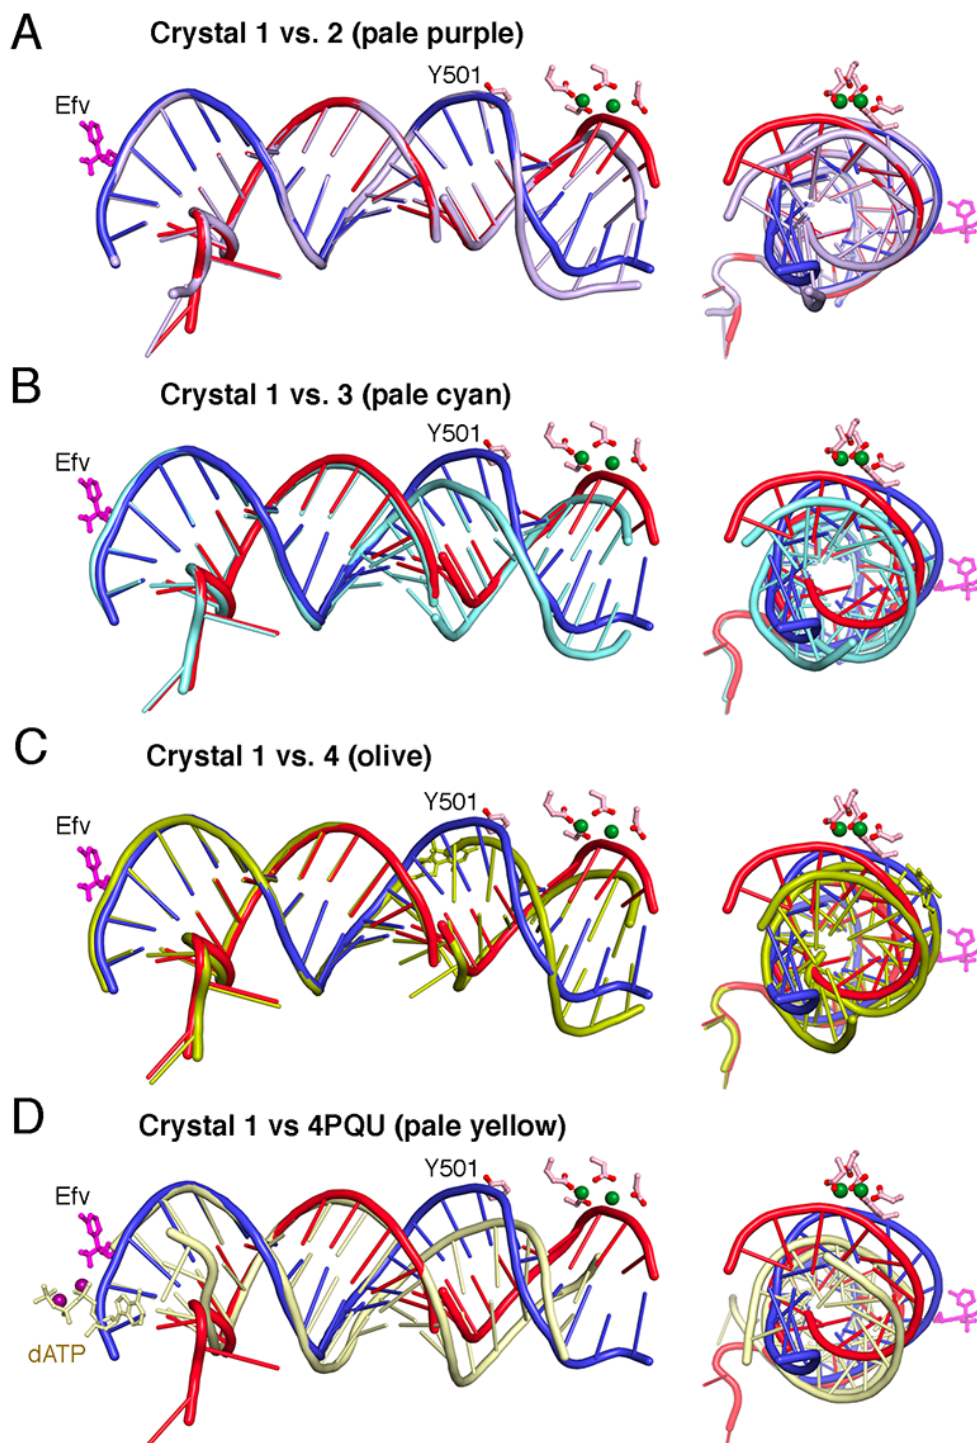 A
Crystal 1 vs. 2 (pale purple)
Y501
Efv
B
Crystal 1 vs. 3 (pale cyan)
Y501
Efv
C
Crystal 1 vs. 4 (olive)
Y501
Efv
D
Crystal 1 vs 4PQU (pale yellow)
Y501
Efv
dATP